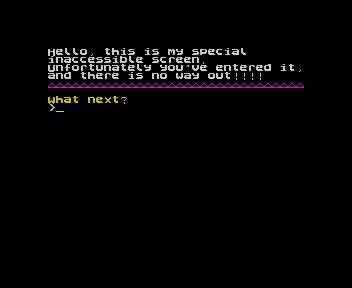 Hello, this is my special
inaccessible screen.
Unfortunately you've entered it,
and there is no way out!!!!
What next?
>_